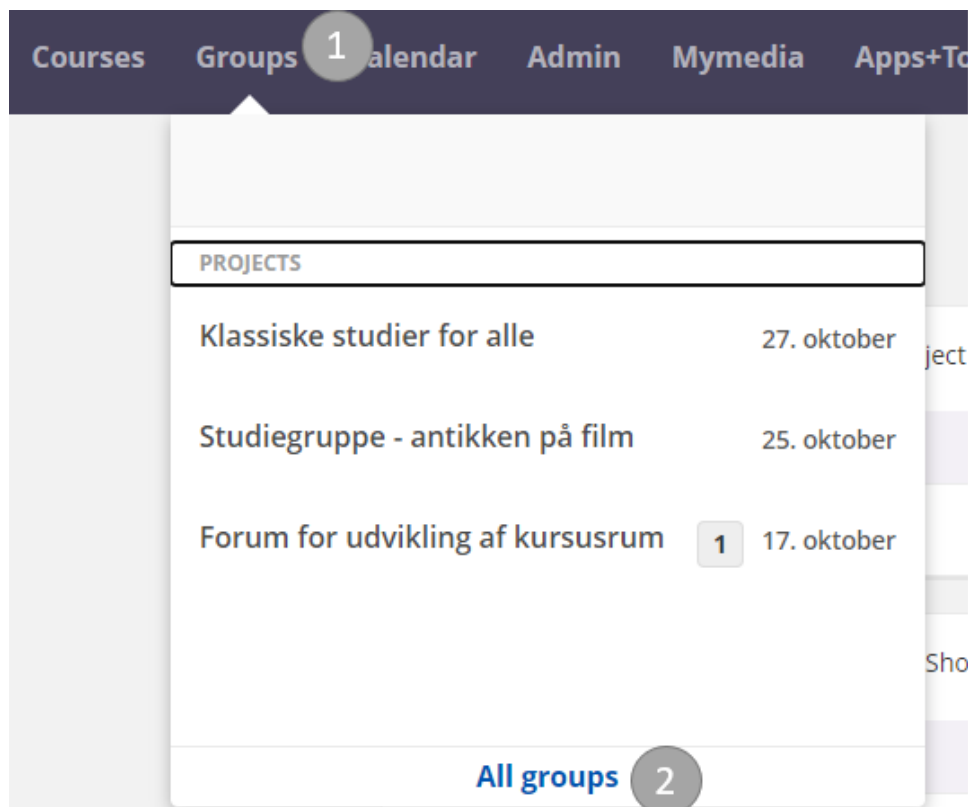 Courses Groups 1 alendar Admin Mymedia Apps+To
PROJECTS
Klassiske studier for alle 27. oktober
ject
Studiegruppe - antikken på film 25. oktober
Forum for udvikling af kursusrum 1 17. oktober
Sho
All groups 2